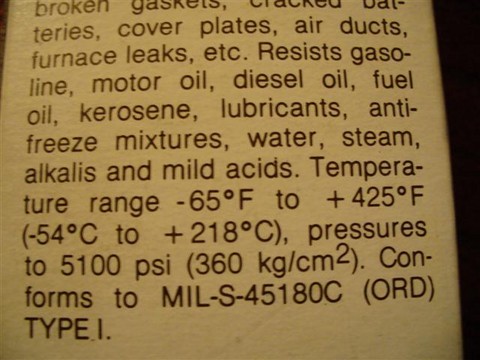 broken gaskets, cracked bat-
teries, cover plates, air ducts,
furnace leaks, etc. Resists gaso-
line, motor oil, diesel oil, fuel
oil, kerosene, lubricants, anti-
freeze mixtures, water, steam,
alkalis and mild acids. Tempera-
ture range -65°F to +425°F
(-54°C to +218°C), pressures
to 5100 psi (360 kg/cm2). Con-
forms to MIL-S-45180C (ORD)
TYPE I.